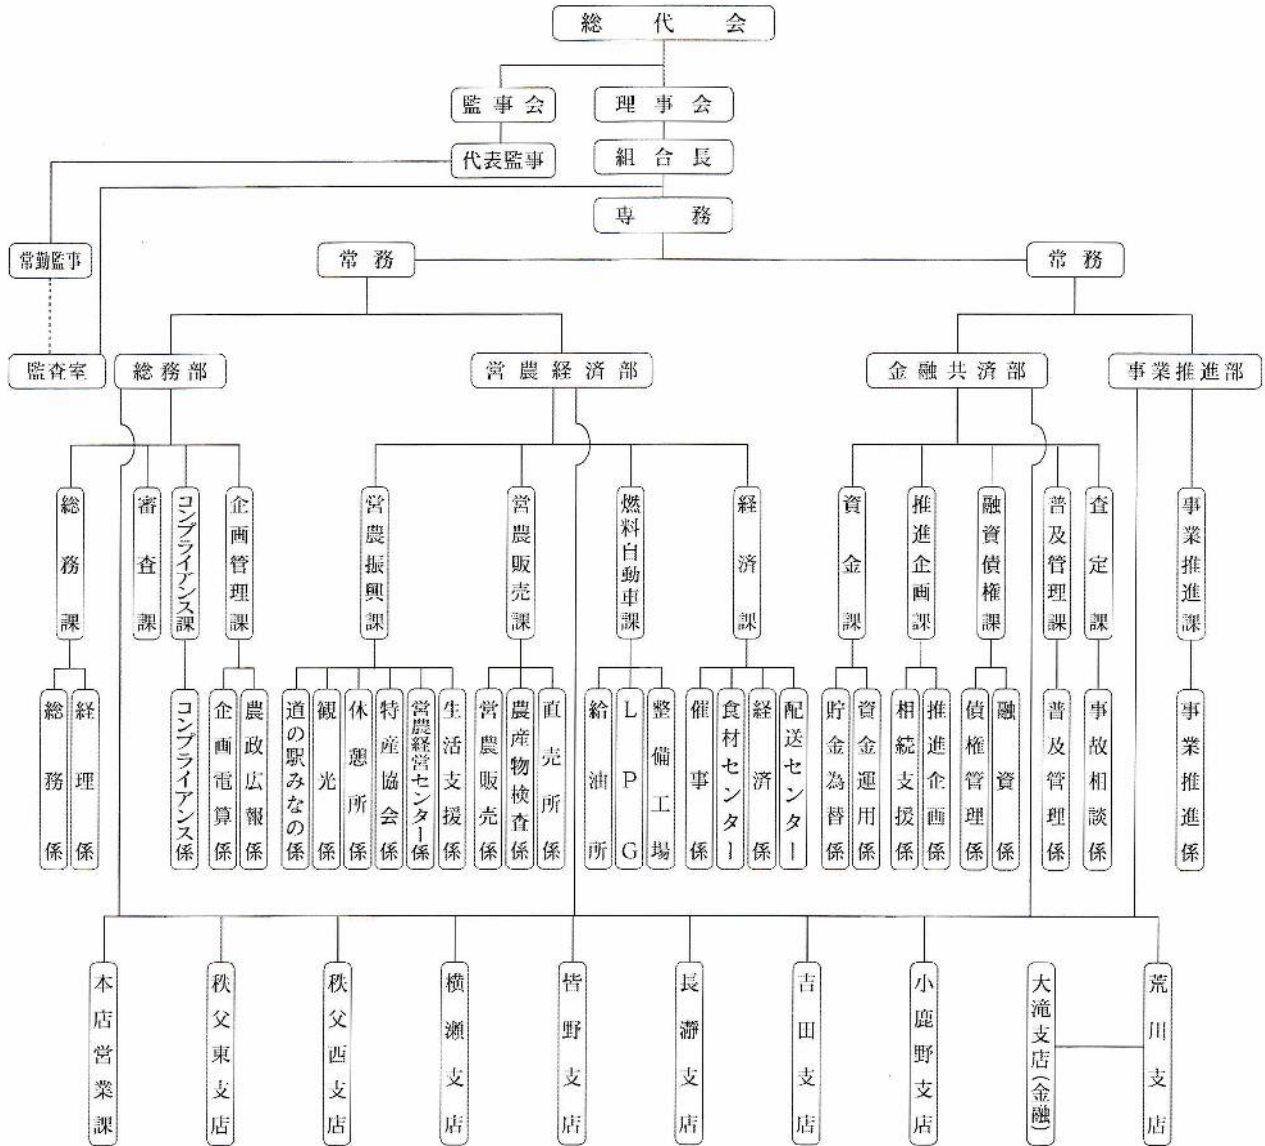 総代会
監事会
理事会
代表監事
組合長
専務
常勤監事
常務
常務
監査室
総務部
営農経済部
金融共済部
事業推進部
総務課
審査課
コンプライアンス課
企画管理課
営農振興課
営農販売課
燃料自動車課
経済課
資金課
推進企画課
融資債権課
普及管理課
査定課
事業推進課
総務係
経理係
コンプライアンス係
企画電算係
農政広報係
道の駅みなの係
観光係
休憩所係
特産協会係
営農経営センター係
生活支援係
営農販売係
農産物検査係
直売所係
給油所
LPG
整備工場
催事係
食材センター
経済係
配送センター
貯金為替係
資金運用係
相続支援係
推進企画係
債権管理係
融資係
普及管理係
事故相談係
事業推進係
本店営業課
秩父東支店
秩父西支店
横瀬支店
皆野支店
長瀞支店
吉田支店
小鹿野支店
大滝支店(金融)
荒川支店